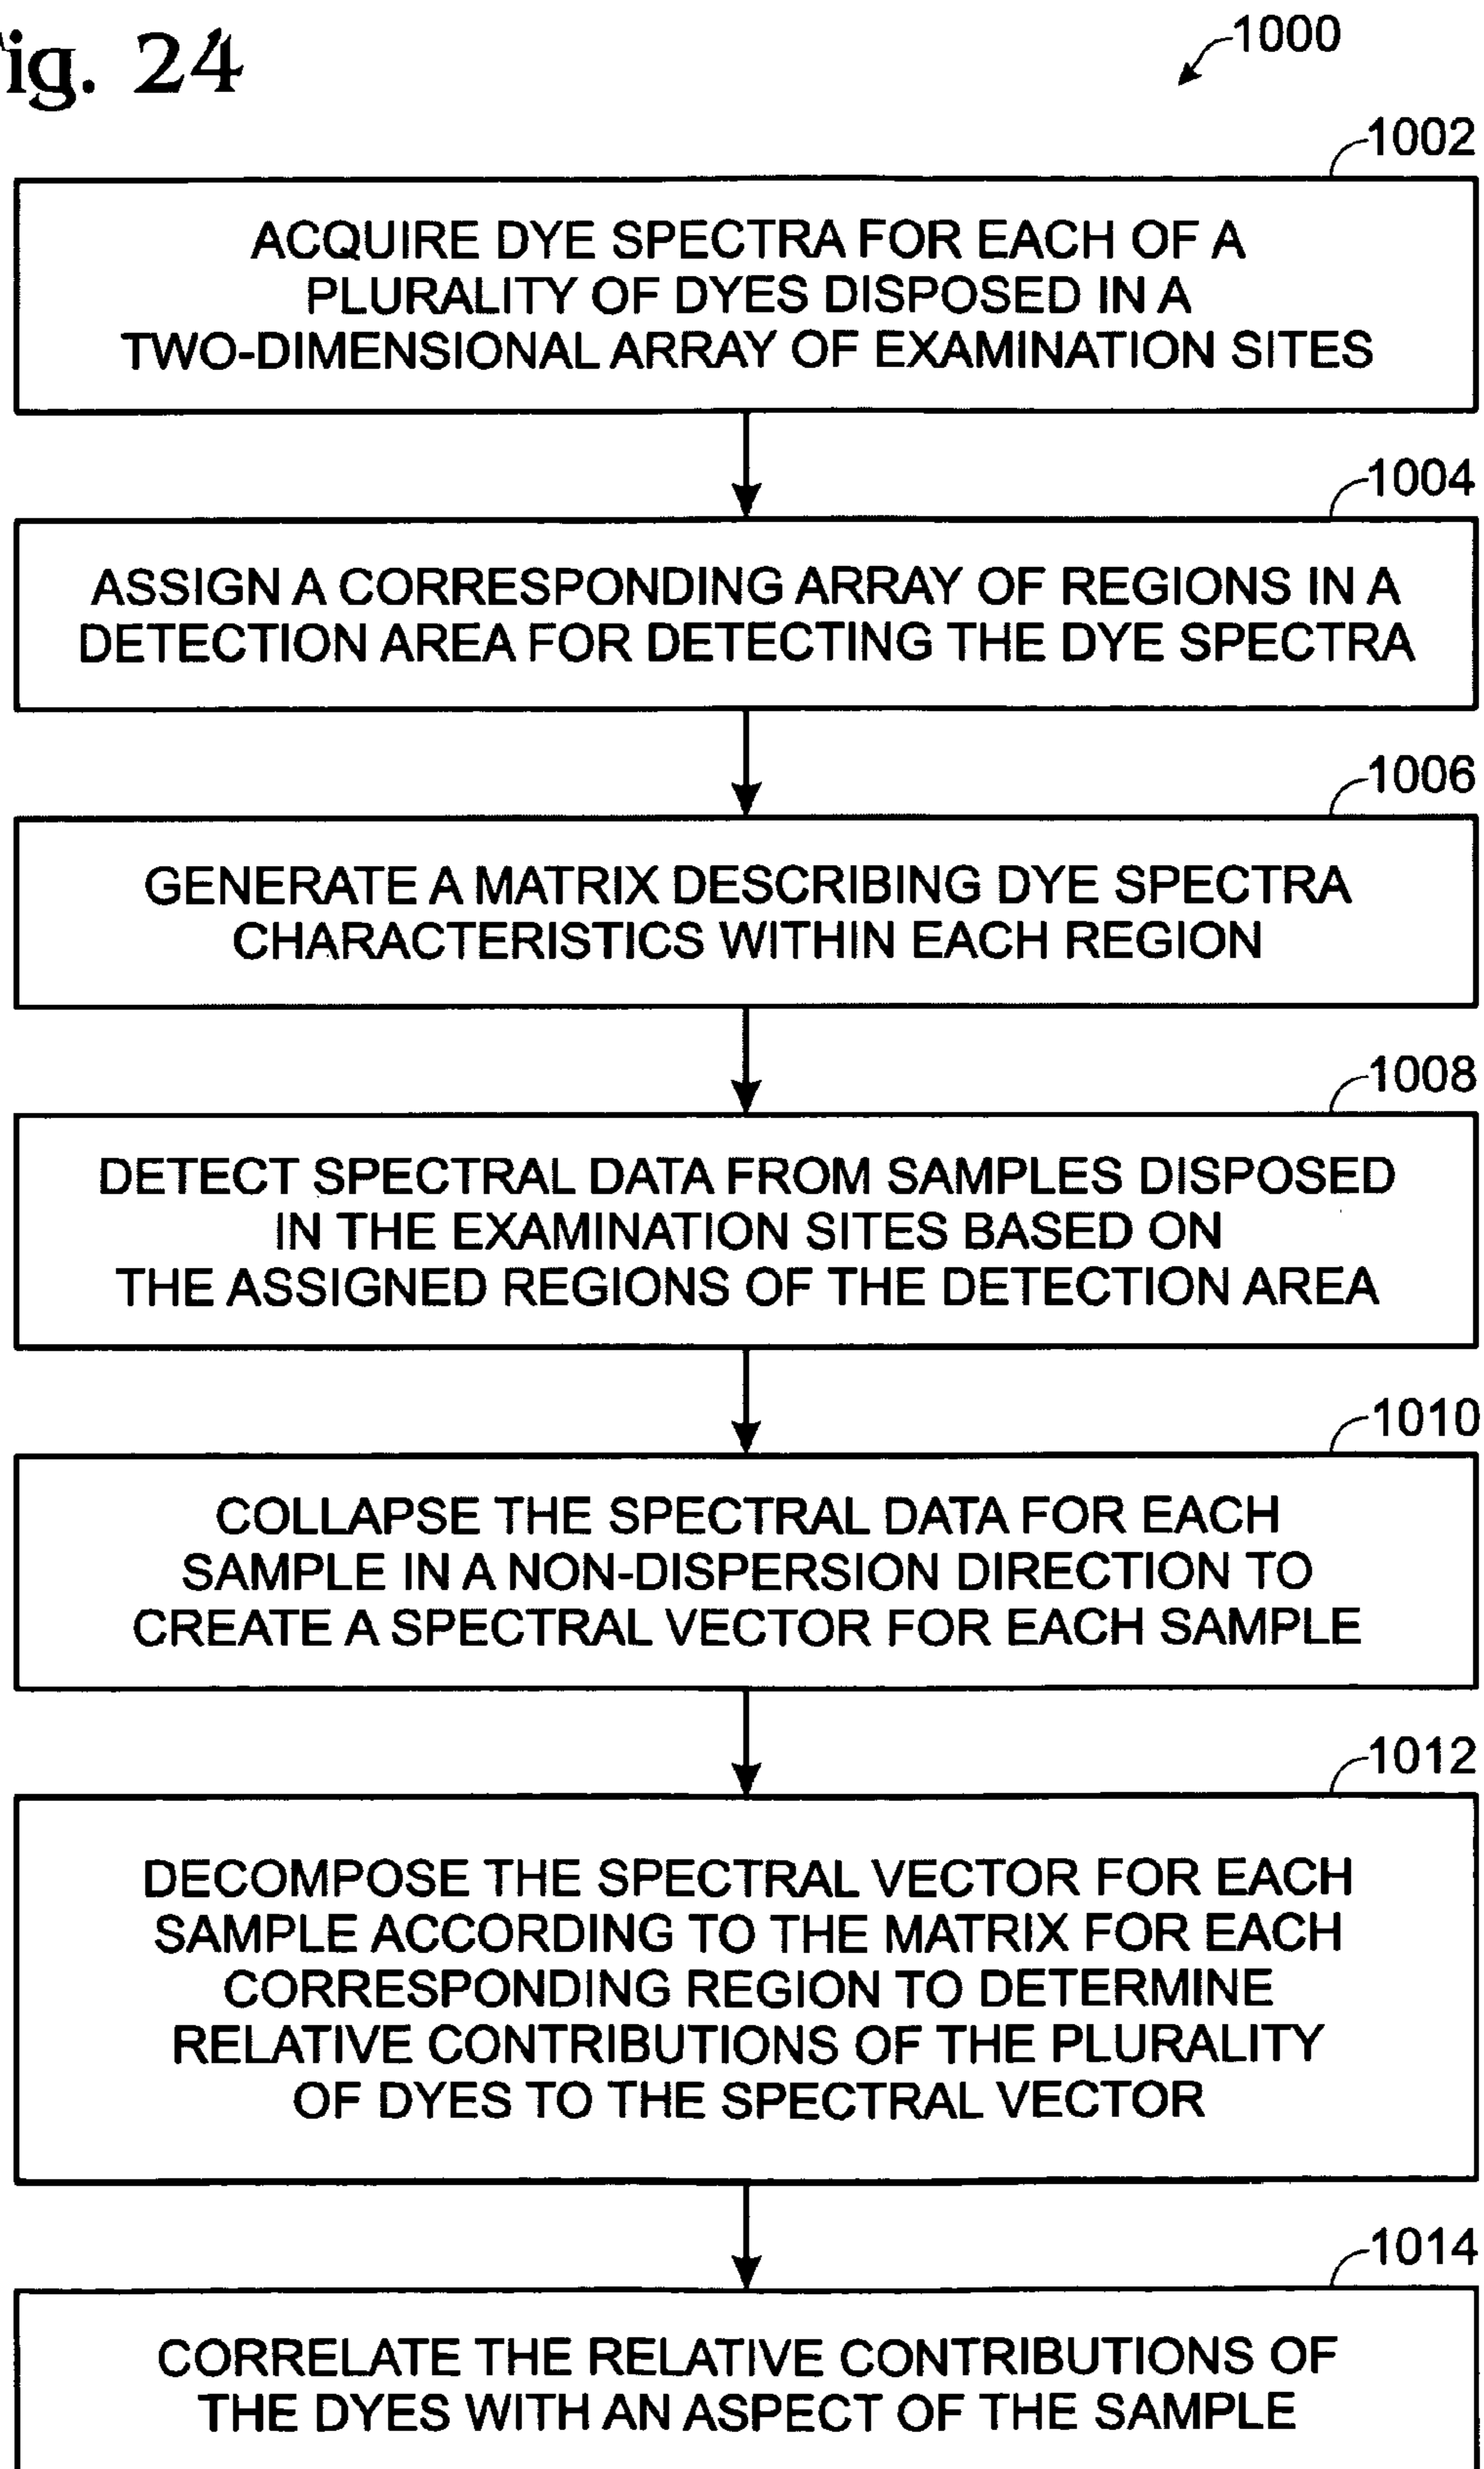 ig. 24
1000
1002
ACQUIRE DYE SPECTRA FOR EACH OF A
PLURALITY OF DYES DISPOSED IN A
TWO-DIMENSIONAL ARRAY OF EXAMINATION SITES
1004
ASSIGN A CORRESPONDING ARRAY OF REGIONS IN A
DETECTION AREA FOR DETECTING THE DYE SPECTRA
1006
GENERATE A MATRIX DESCRIBING DYE SPECTRA
CHARACTERISTICS WITHIN EACH REGION
1008
DETECT SPECTRAL DATA FROM SAMPLES DISPOSED
IN THE EXAMINATION SITES BASED ON
THE ASSIGNED REGIONS OF THE DETECTION AREA
1010
COLLAPSE THE SPECTRAL DATA FOR EACH
SAMPLE IN A NON-DISPERSION DIRECTION TO
CREATE A SPECTRAL VECTOR FOR EACH SAMPLE
1012
DECOMPOSE THE SPECTRAL VECTOR FOR EACH
SAMPLE ACCORDING TO THE MATRIX FOR EACH
CORRESPONDING REGION TO DETERMINE
RELATIVE CONTRIBUTIONS OF THE PLURALITY
OF DYES TO THE SPECTRAL VECTOR
1014
CORRELATE THE RELATIVE CONTRIBUTIONS OF
THE DYES WITH AN ASPECT OF THE SAMPLE